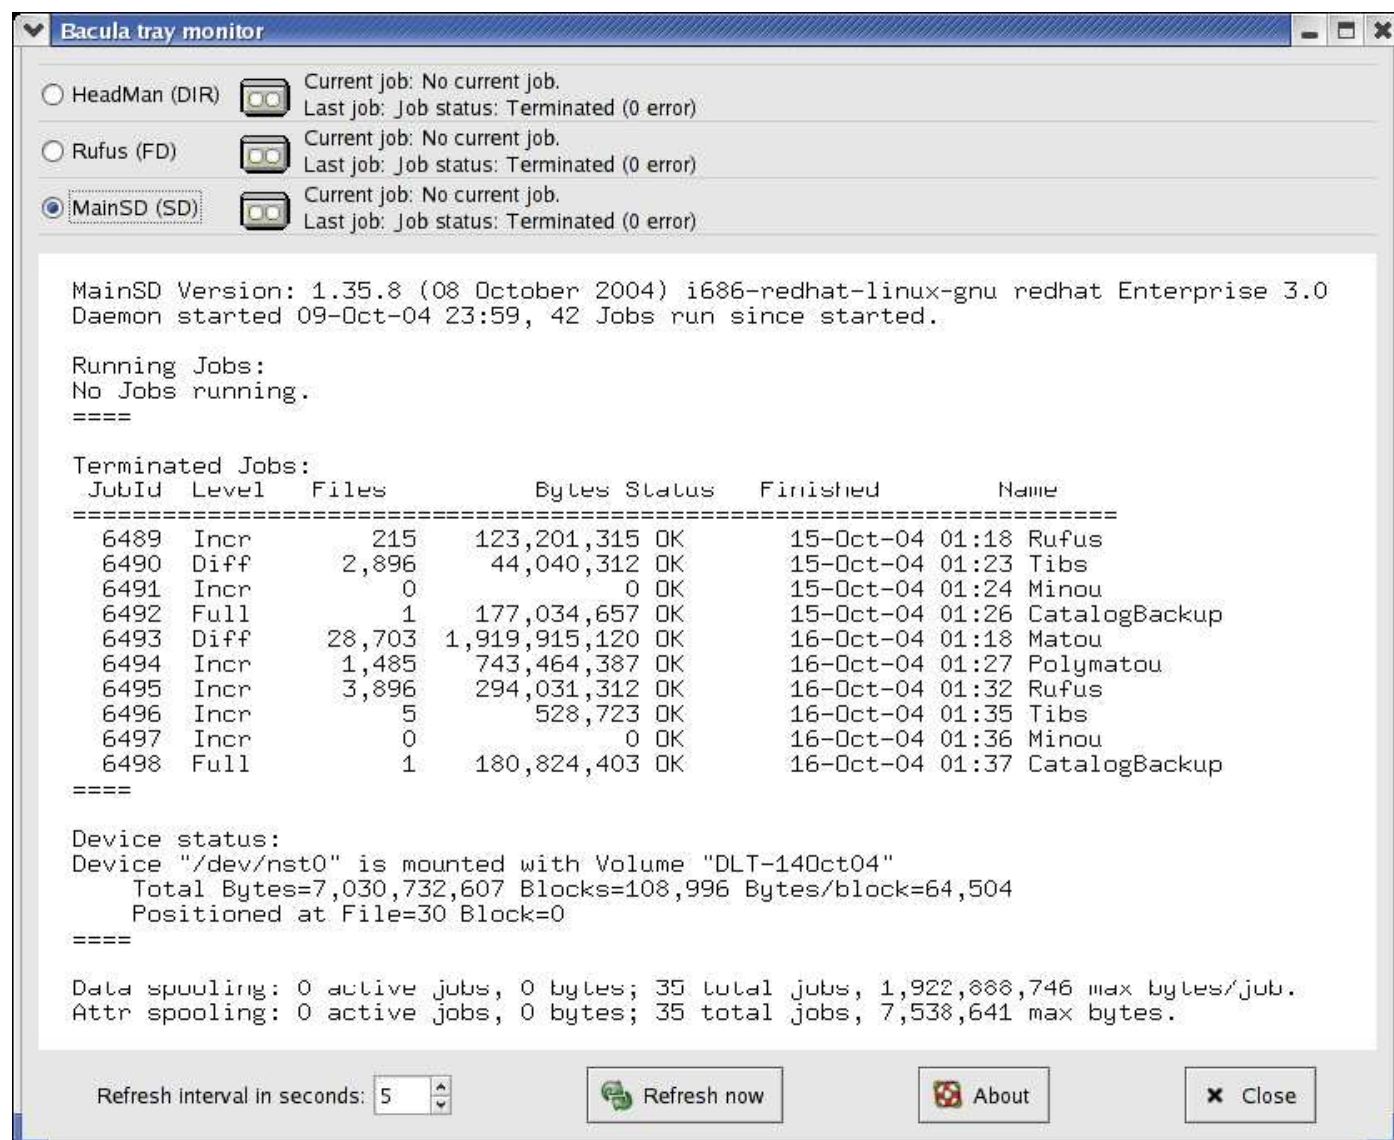 Bacula tray monitor
HeadMan (DIR)
Current job: No current job.
Last job: Job status: Terminated (0 error)
Rufus (FD)
Current job: No current job.
Last job: Job status: Terminated (0 error)
MainSD (SD)
Current job: No current job.
Last job: Job status: Terminated (0 error)
MainSD Version: 1.35.8 (08 October 2004) i686-redhat-linux-gnu redhat Enterprise 3.0
Daemon started 09-Oct-04 23:59, 42 Jobs run since started.
Running Jobs:
No Jobs running.
====
Terminated Jobs:
JobId Level Files Bytes Status Finished Name
======================================================================
6489 Incr 215 123,201,315 OK 15-Oct-04 01:18 Rufus
6490 Diff 2,896 44,040,312 OK 15-Oct-04 01:23 Tibs
6491 Incr 0 0 OK 15-Oct-04 01:24 Minou
6492 Full 1 177,034,657 OK 15-Oct-04 01:26 CatalogBackup
6493 Diff 28,703 1,919,915,120 OK 16-Oct-04 01:18 Matou
6494 Incr 1,485 743,464,387 OK 16-Oct-04 01:27 Polymatou
6495 Incr 3,896 294,031,312 OK 16-Oct-04 01:32 Rufus
6496 Incr 5 528,723 OK 16-Oct-04 01:35 Tibs
6497 Incr 0 0 OK 16-Oct-04 01:36 Minou
6498 Full 1 180,824,403 OK 16-Oct-04 01:37 CatalogBackup
====
Device status:
Device "/dev/nst0" is mounted with Volume "DLT-14Oct04"
Total Bytes=7,030,732,607 Blocks=108,996 Bytes/block=64,504
Positioned at File=30 Block=0
====
Data spooling: 0 active jobs, 0 bytes; 35 total jobs, 1,922,888,746 max bytes/job.
Attr spooling: 0 active jobs, 0 bytes; 35 total jobs, 7,538,641 max bytes.
Refresh interval in seconds: 5
Refresh now
About
Close